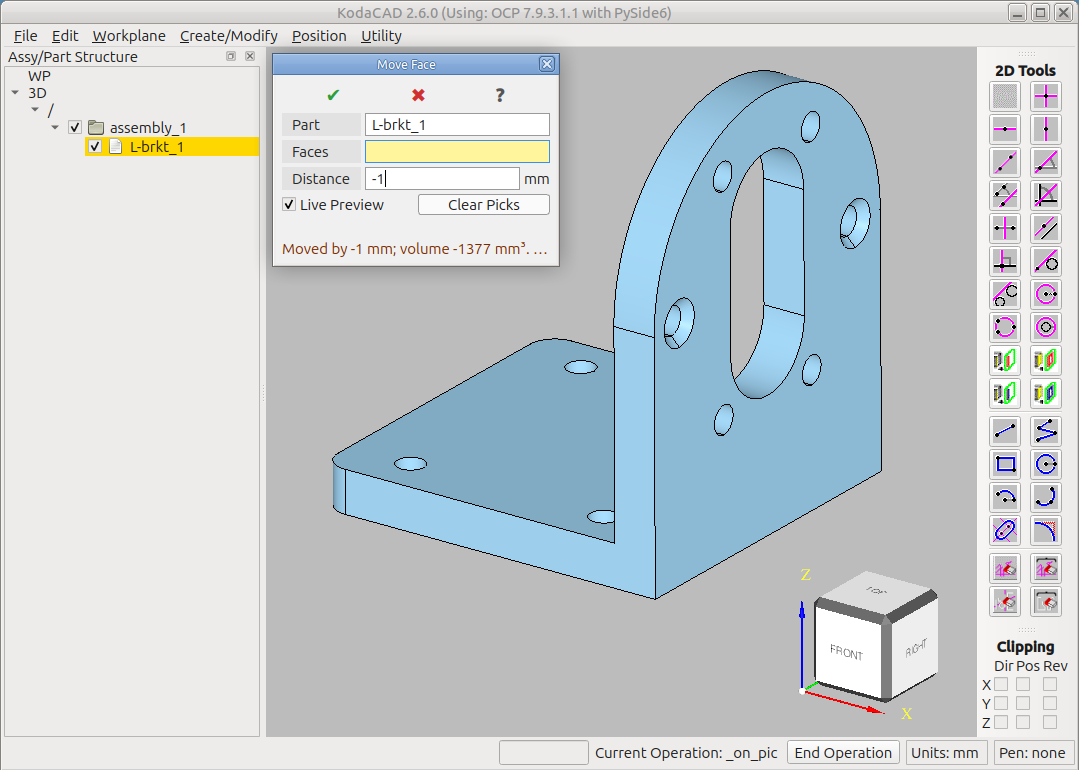 KodaCAD 2.6.0 (Using: OCP 7.9.3.1.1 with PySide6)
File Edit Workplane Create/Modify Position Utility
Assy/Part Structure
WP
3D
/
assembly_1
L-brkt_1
Move Face
?
Part L-brkt_1
Faces
Distance -1 mm
Live Preview Clear Picks
Moved by -1 mm; volume -1377 mm³. ...
2D Tools
Z
TOP
FRONT
RIGHT
X
Clipping
Dir Pos Rev
X
Y
Z
Current Operation: _on_pic End Operation Units: mm Pen: none